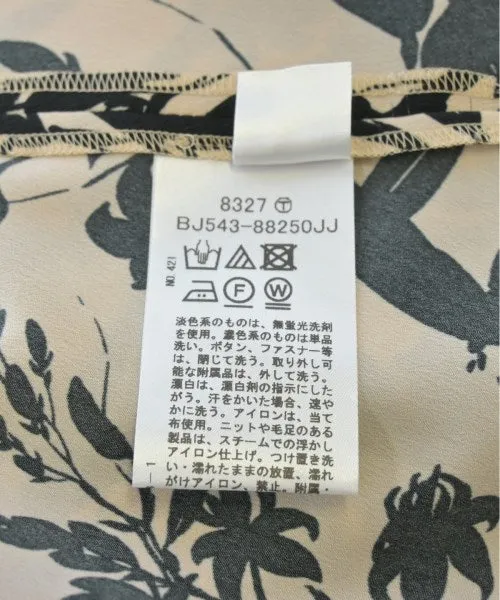 8327 Ⓣ
BJ543-88250JJ
NO.421
F W
淡色系のものは、無蛍光洗剤
を使用。濃色系のものは単品
洗い。ボタン、ファスナー等
は、閉じて洗う。取り外し可
能な附属品は、外して洗う。
漂白は、漂白剤の指示にした
がう。汗をかいた場合、速や
かに洗う。アイロンは、当て
布使用。ニットや毛足のある
製品は、スチームでの浮かし
アイロン仕上げ。つけ置き洗
い・濡れたままの放置、濡れ
がけアイロン、禁止。附属・